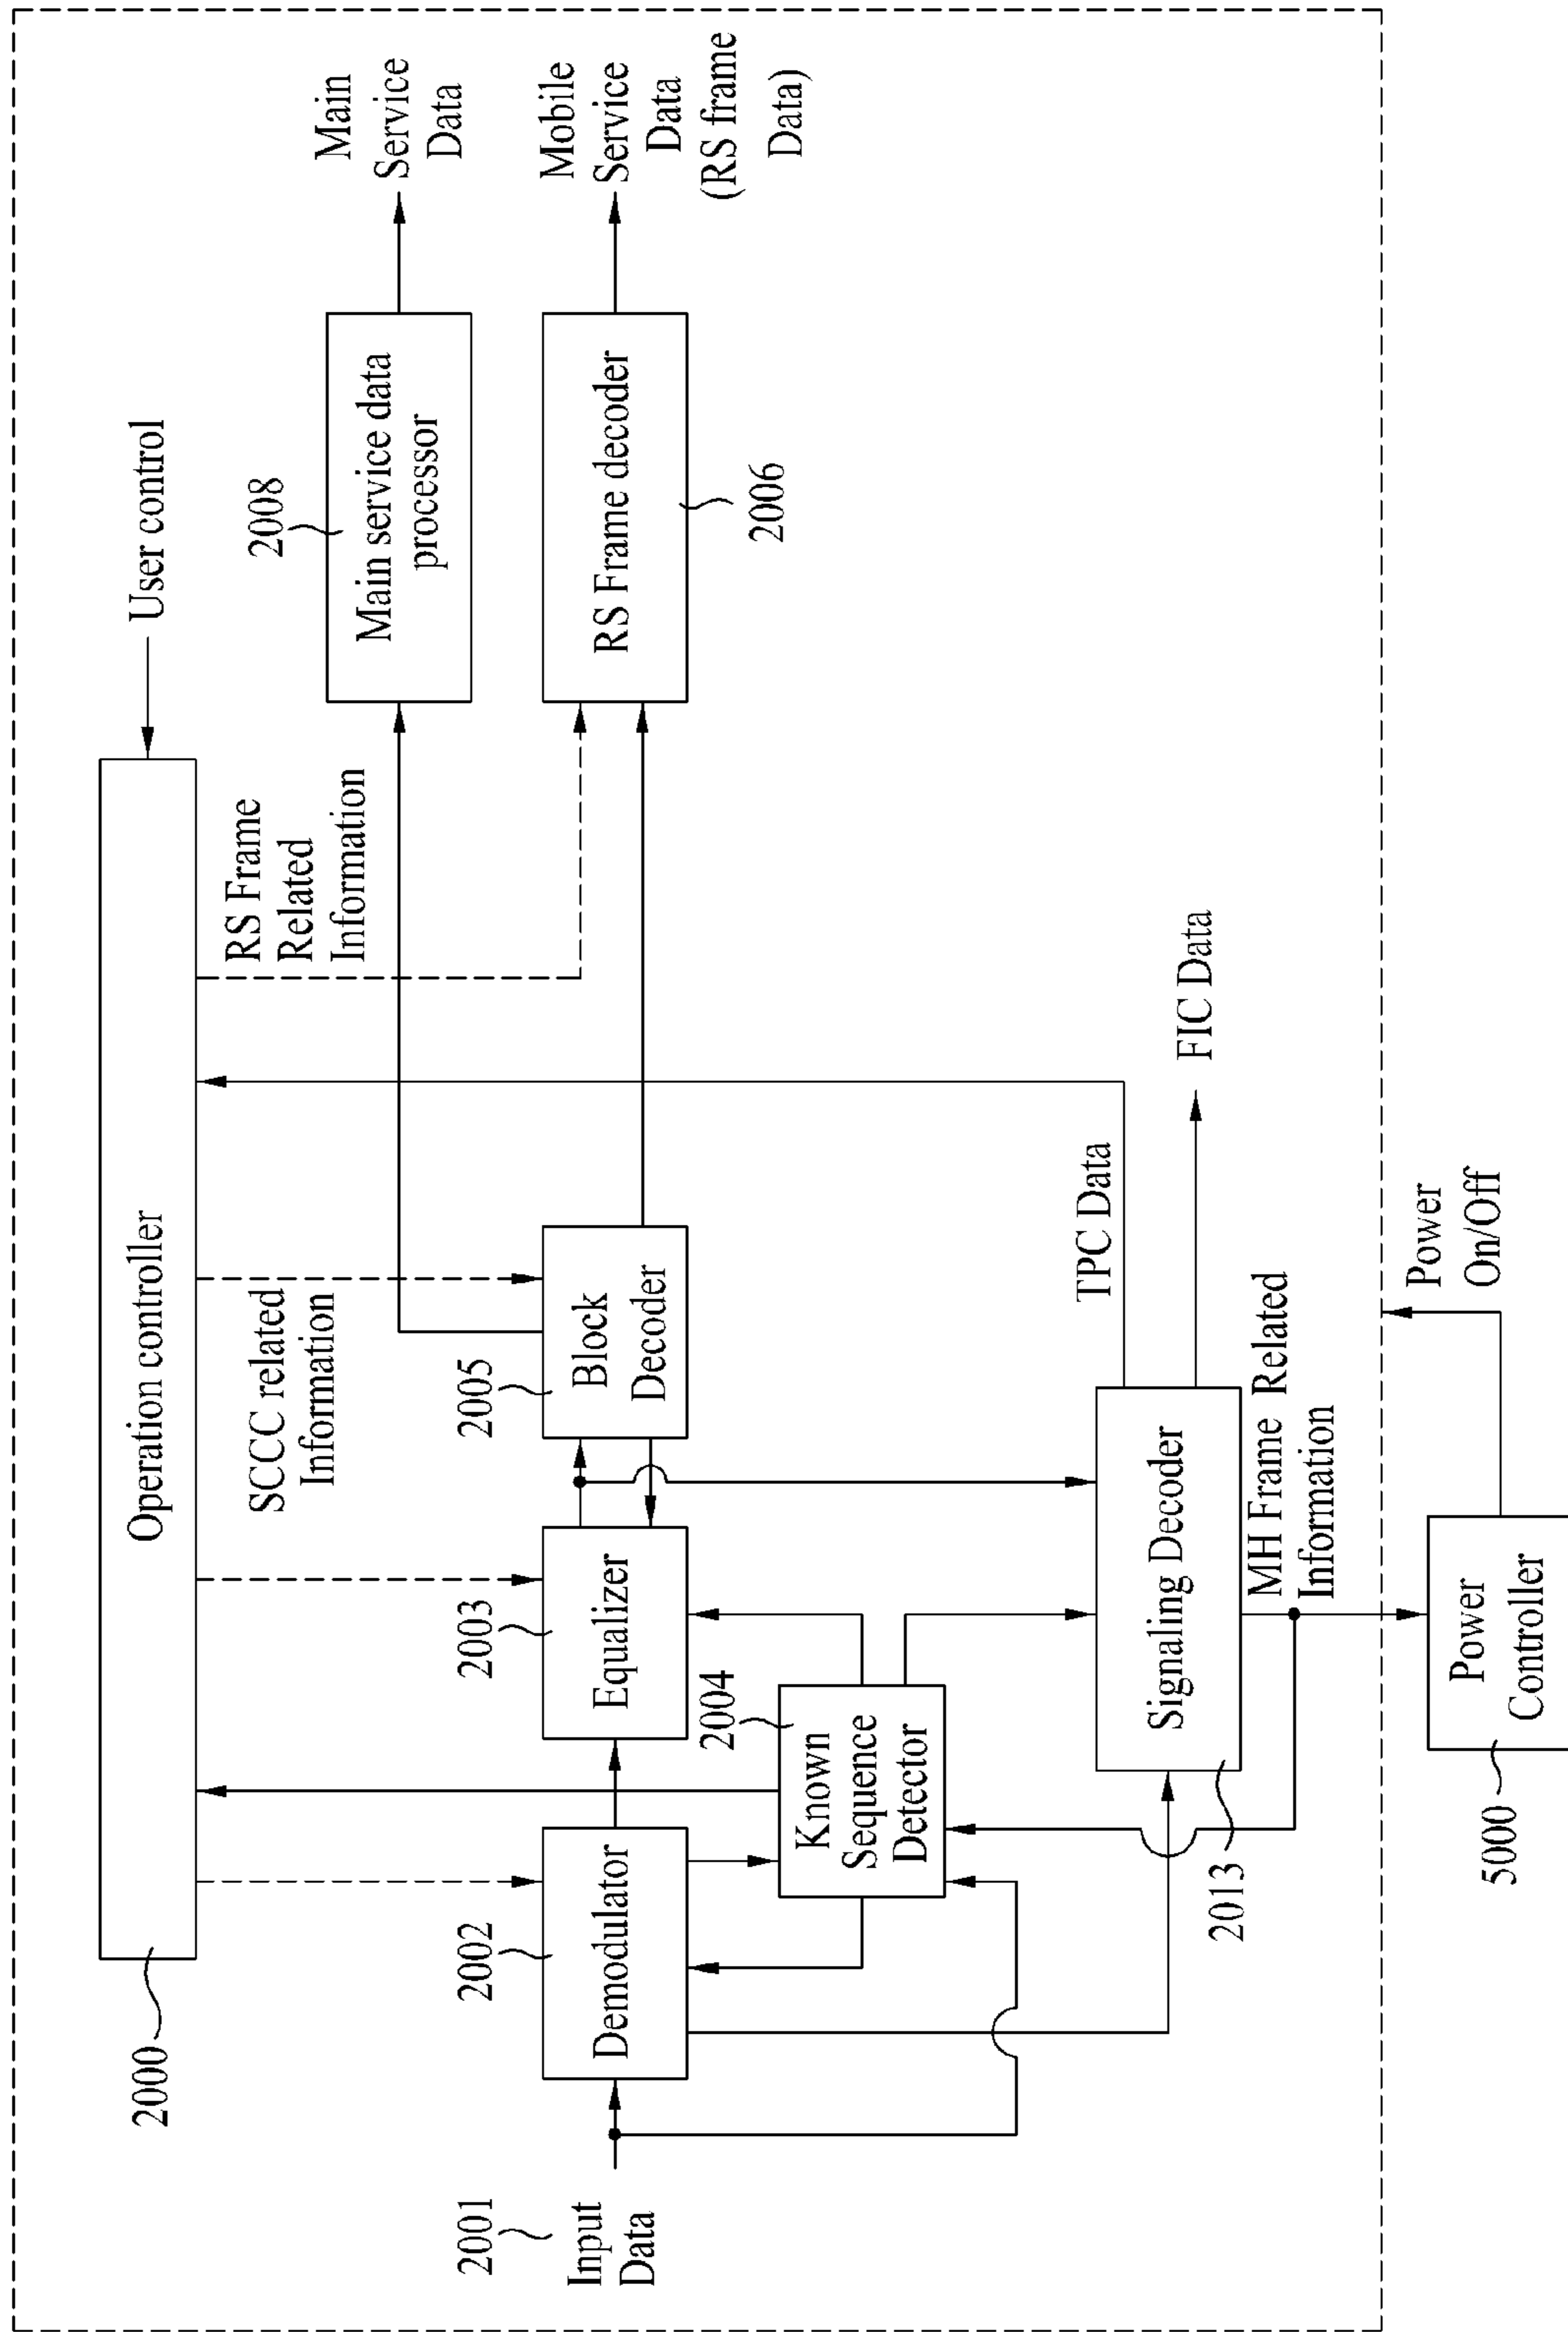 2000
Operation controller
User control
SCCC related
Information
RS Frame
Related
Information
2008
Main service data
processor
Main
Service
Data
2001
Input
Data
2002
Demodulator
2003
Equalizer
2005
Block
Decoder
RS Frame decoder
2006
Mobile
Service
Data
(RS frame
Data)
2004
Known
Sequence
Detector
TPC Data
2013
Signaling Decoder
FIC Data
MH Frame Related
Information
5000
Power
Controller
Power
On/Off